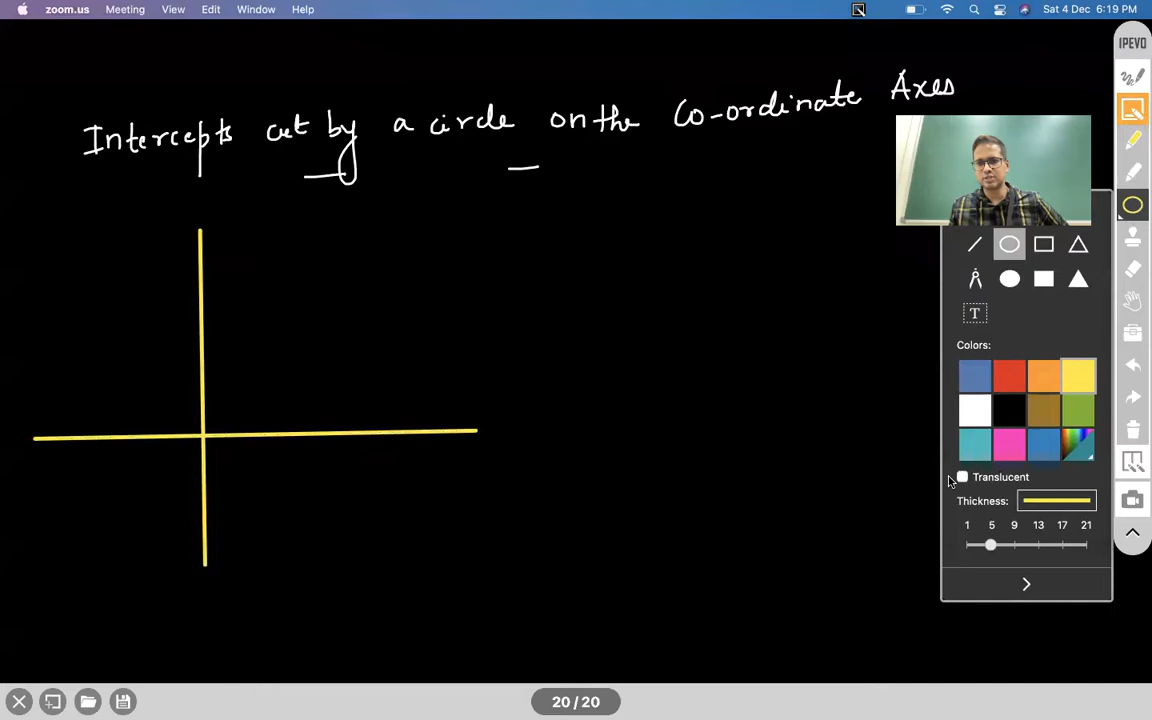 zoom.us Meeting View Edit Window Help Sat 4 Dec 6:19 PM
IPEVO
Intercepts cut by a circle on the Co-ordinate Axes
T
Colors:
Translucent
Thickness:
1 5 9 13 17 21
20 / 20